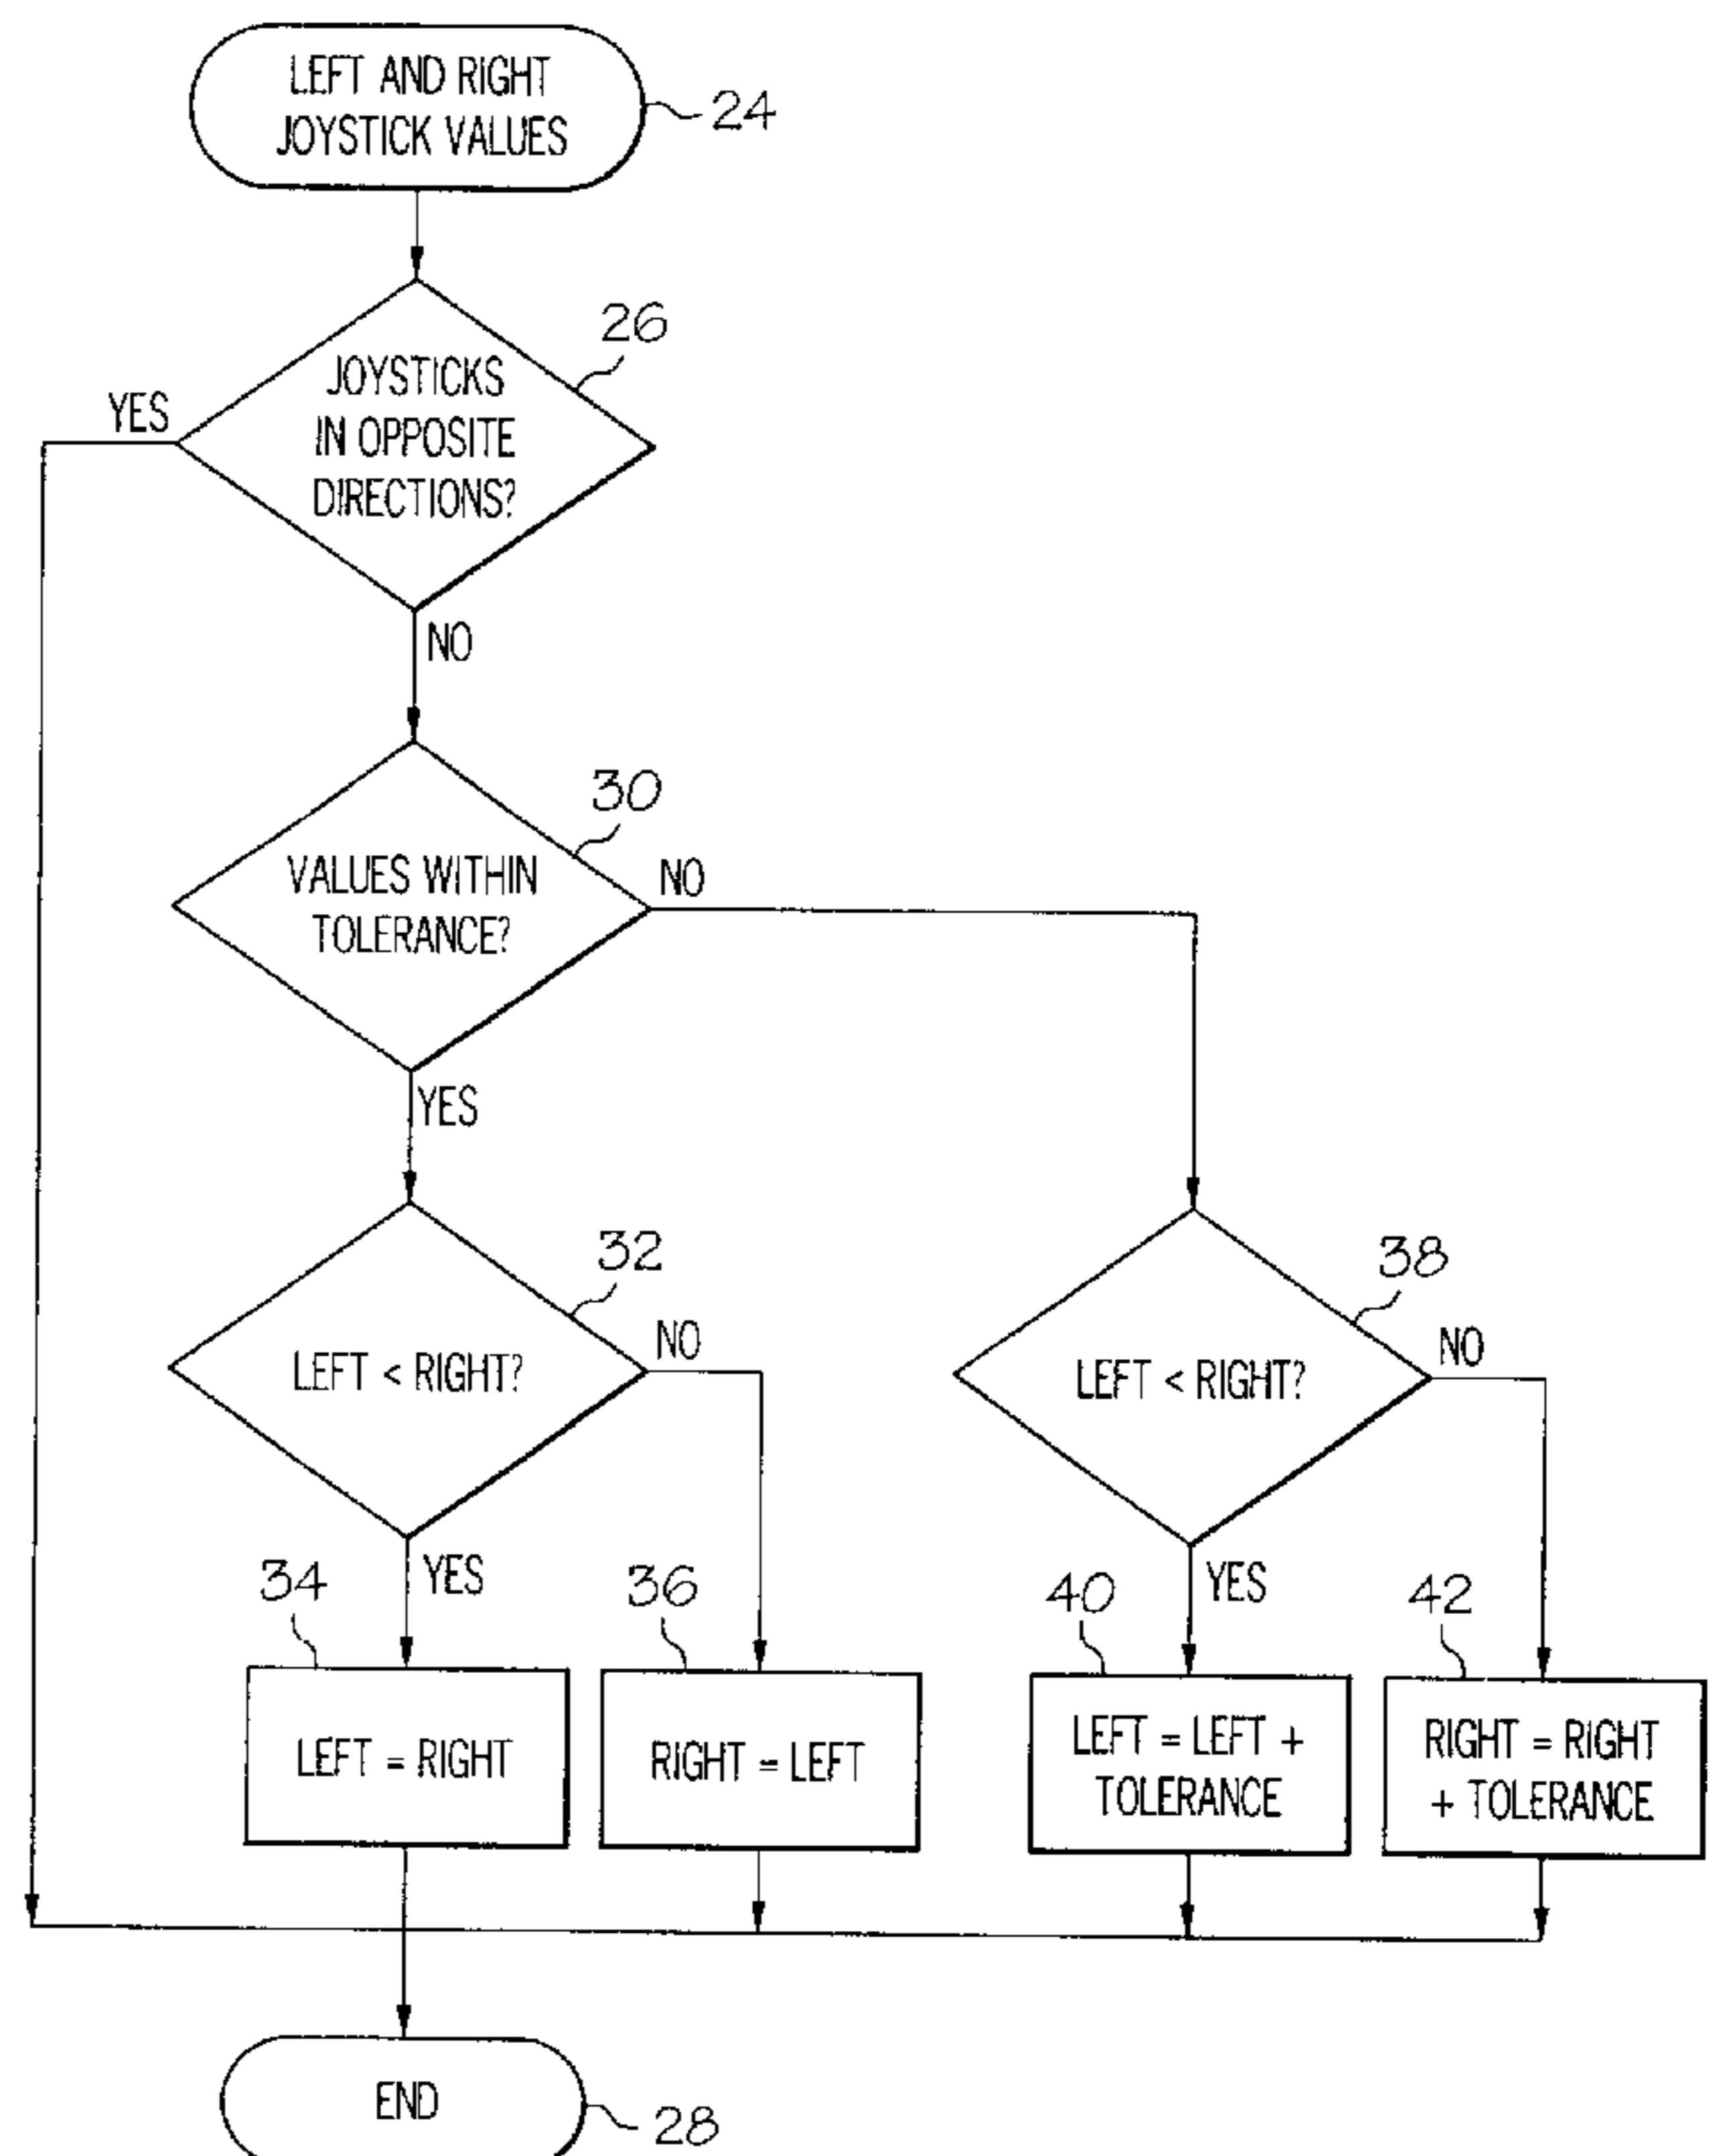 LEFT AND RIGHT
JOYSTICK VALUES
24
26
JOYSTICKS
IN OPPOSITE
DIRECTIONS?
YES
NO
30
VALUES WITHIN
TOLERANCE?
NO
YES
32
LEFT < RIGHT?
NO
YES
38
LEFT < RIGHT?
NO
YES
34
LEFT = RIGHT
36
RIGHT = LEFT
40
LEFT = LEFT +
TOLERANCE
42
RIGHT = RIGHT
+ TOLERANCE
END
28